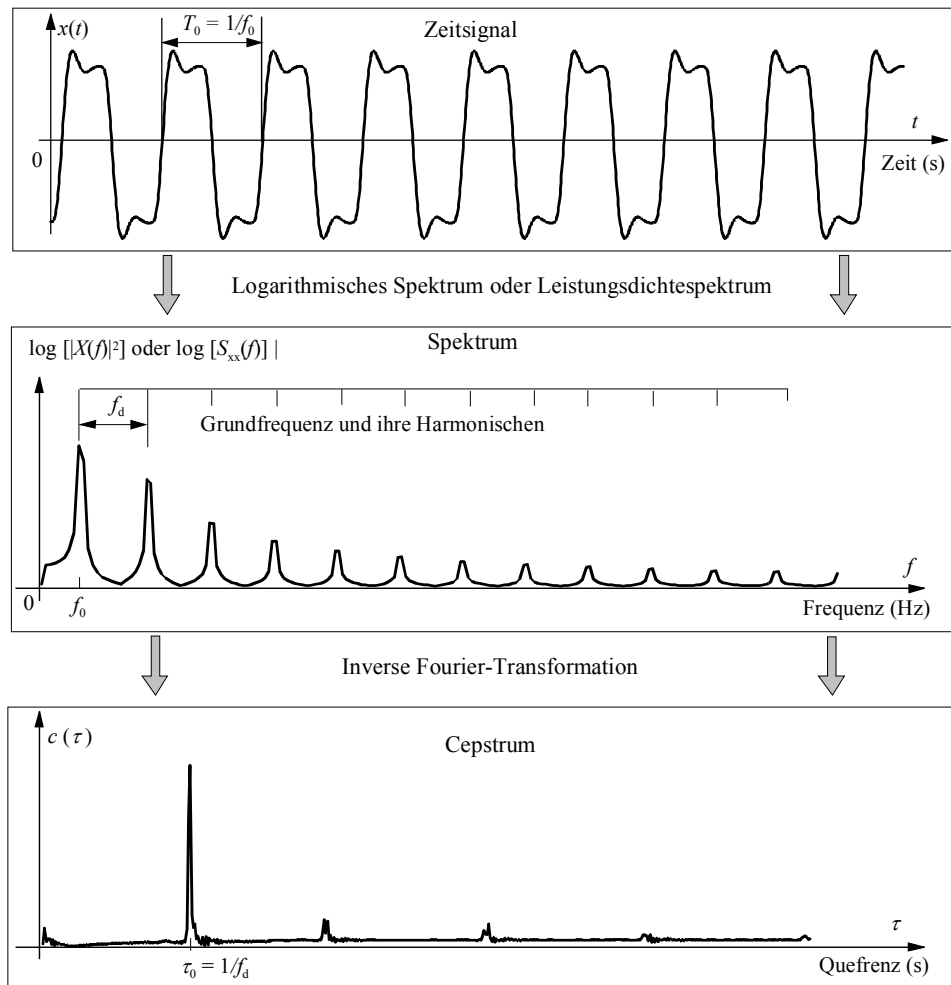 x(t)
T₀ = 1/f₀
Zeitsignal
t
0
Zeit (s)
Logarithmisches Spektrum oder Leistungsdichtespektrum
log [|X(f)|²] oder log [Sxx(f)] |
Spektrum
f_d
Grundfrequenz und ihre Harmonischen
f
0
f₀
Frequenz (Hz)
Inverse Fourier-Transformation
c (τ)
Cepstrum
τ
τ₀ = 1/f_d
Quefrenz (s)